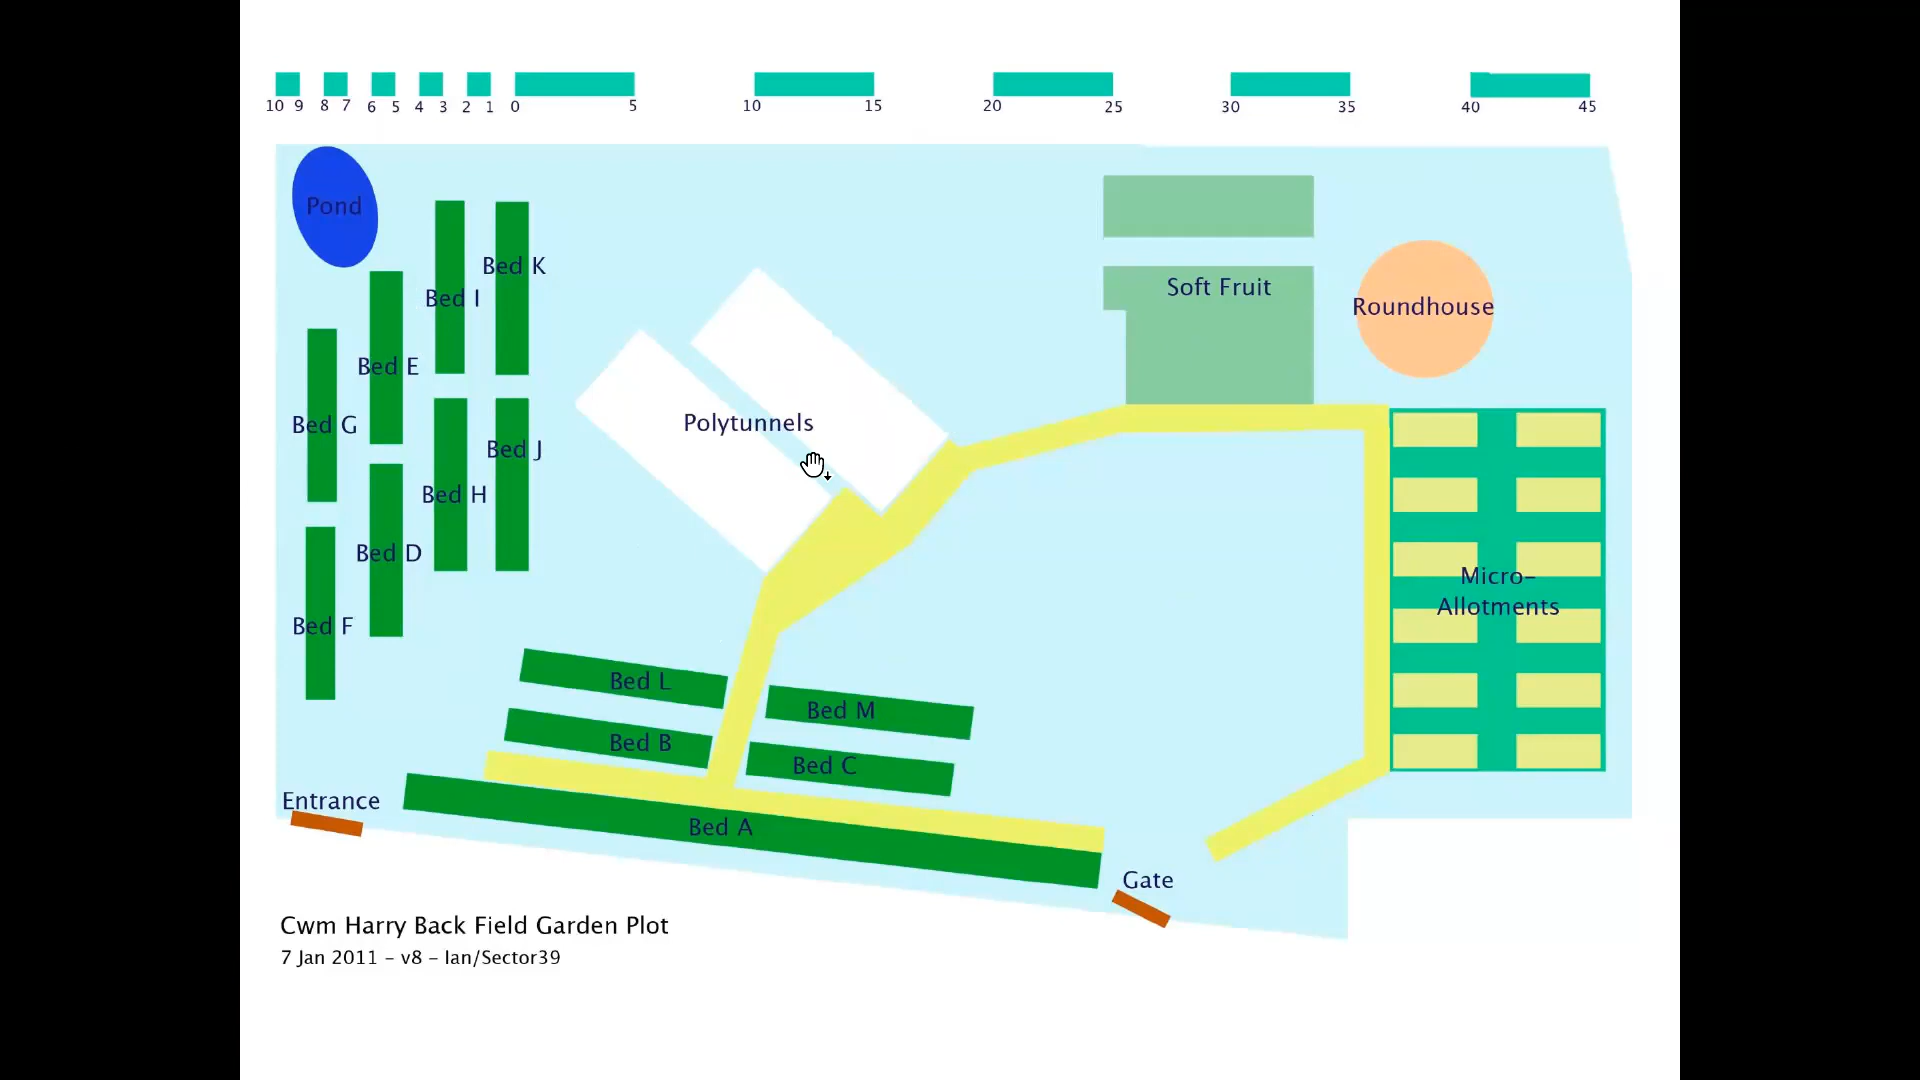 10 9 8 7 6 5 4 3 2 1 0 5 10 15 20 25 30 35 40 45
Pond
Bed K
Soft Fruit
Bed I
Roundhouse
Bed E
Bed G
Polytunnels
Bed J
Bed H
Bed D
Micro-
Allotments
Bed F
Bed L
Bed M
Bed B
Bed C
Entrance
Bed A
Gate
Cwm Harry Back Field Garden Plot
7 Jan 2011 - v8 - Ian/Sector39